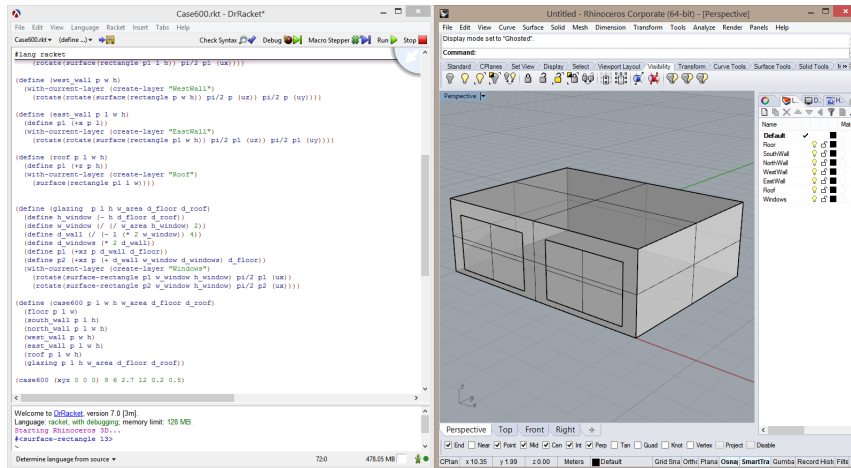 Case600.rkt - DrRacket*
File Edit View Language Racket Insert Tabs Help
Case600.rkt▾ (define ...)▾
Check Syntax Debug Macro Stepper Run Stop
#lang racket
(rotate(surface(rectangle p1 l h)) pi/2 p1 (ux))))
(define (west_wall p w h)
(with-current-layer (create-layer "WestWall")
(rotate(rotate(surface(rectangle p w h)) pi/2 p (uz)) pi/2 p (uy))))
(define (east_wall p l w h)
(define p1 (+x p l))
(with-current-layer (create-layer "EastWall")
(rotate(rotate(surface(rectangle p1 w h)) pi/2 p1 (uz)) pi/2 p1 (uy))))
(define (roof p l w h)
(define p1 (+z p h))
(with-current-layer (create-layer "Roof")
(surface(rectangle p1 l w))))
(define (glazing p l h w_area d_floor d_roof)
(define h_window (- h d_floor d_roof))
(define w_window (/ (/ w_area h_window) 2))
(define d_wall (/ (- l (* 2 w_window)) 4))
(define d_windows (* 2 d_wall))
(define p1 (+xz p d_wall d_floor))
(define p2 (+xz p (+ d_wall w_window d_windows) d_floor))
(with-current-layer (create-layer "Windows")
(rotate(surface-rectangle p1 w_window h_window) pi/2 p1 (ux))
(rotate(surface-rectangle p2 w_window h_window) pi/2 p2 (ux))))
(define (case600 p l w h w_area d_floor d_roof)
(floor p l w)
(south_wall p l h)
(north_wall p l w h)
(west_wall p w h)
(east_wall p l w h)
(roof p l w h)
(glazing p l h w_area d_floor d_roof))
(case600 (xyz 0 0 0) 8 6 2.7 12 0.2 0.5)
Welcome to DrRacket, version 7.0 [3m].
Language: racket, with debugging; memory limit: 128 MB.
Starting Rhinoceros 3D...
#<surface-rectangle 13>
Determine language from source ▾
72:0
478.05 MB
Untitled - Rhinoceros Corporate (64-bit) - [Perspective]
File Edit View Curve Surface Solid Mesh Dimension Transform Tools Analyze Render Panels Help
Display mode set to "Ghosted".
Command:
Standard CPlanes Set View Display Select Viewport Layout Visibility Transform Curve Tools Surface Tools Solid Tools
Perspective
L.. D.. H..
Name Mate
Default
Floor
SouthWall
NorthWall
WestWall
EastWall
Roof
Windows
z
y
x
Perspective Top Front Right
End Near Point Mid Cen Int Perp Tan Quad Knot Vertex Project Disable
CPlan x 10.35 y 1.99 z 0.00 Meters Default Grid Sna Ortho Plana Osnap SmartTra Gumba Record Histo Filte